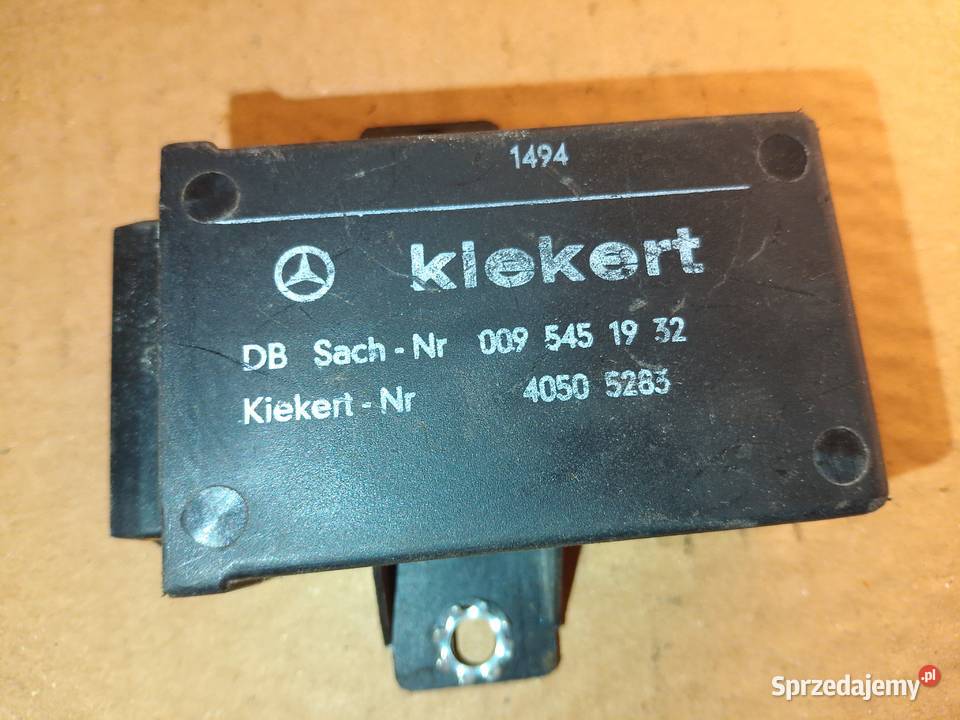 1494
kiekert
DB Sach-Nr 009 545 19 32
Kiekert-Nr 4050 5283
Sprzedajemy.pl